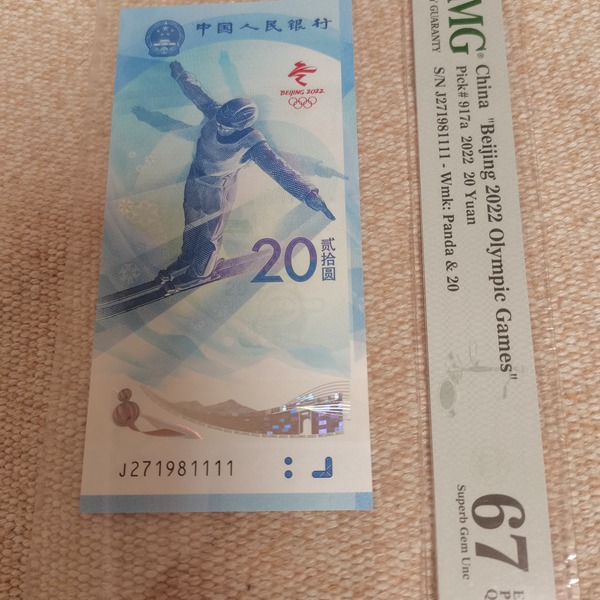 中国人民银行
BEIJING 2022
20
贰拾圆
J271981111
MG®
Y GUARANTY
China "Beijing 2022 Olympic Games"
Pick# 917a 2022 20 Yuan
S/N J271981111 - Wmk: Panda & 20
67
Superb Gem Unc
E
P
Q